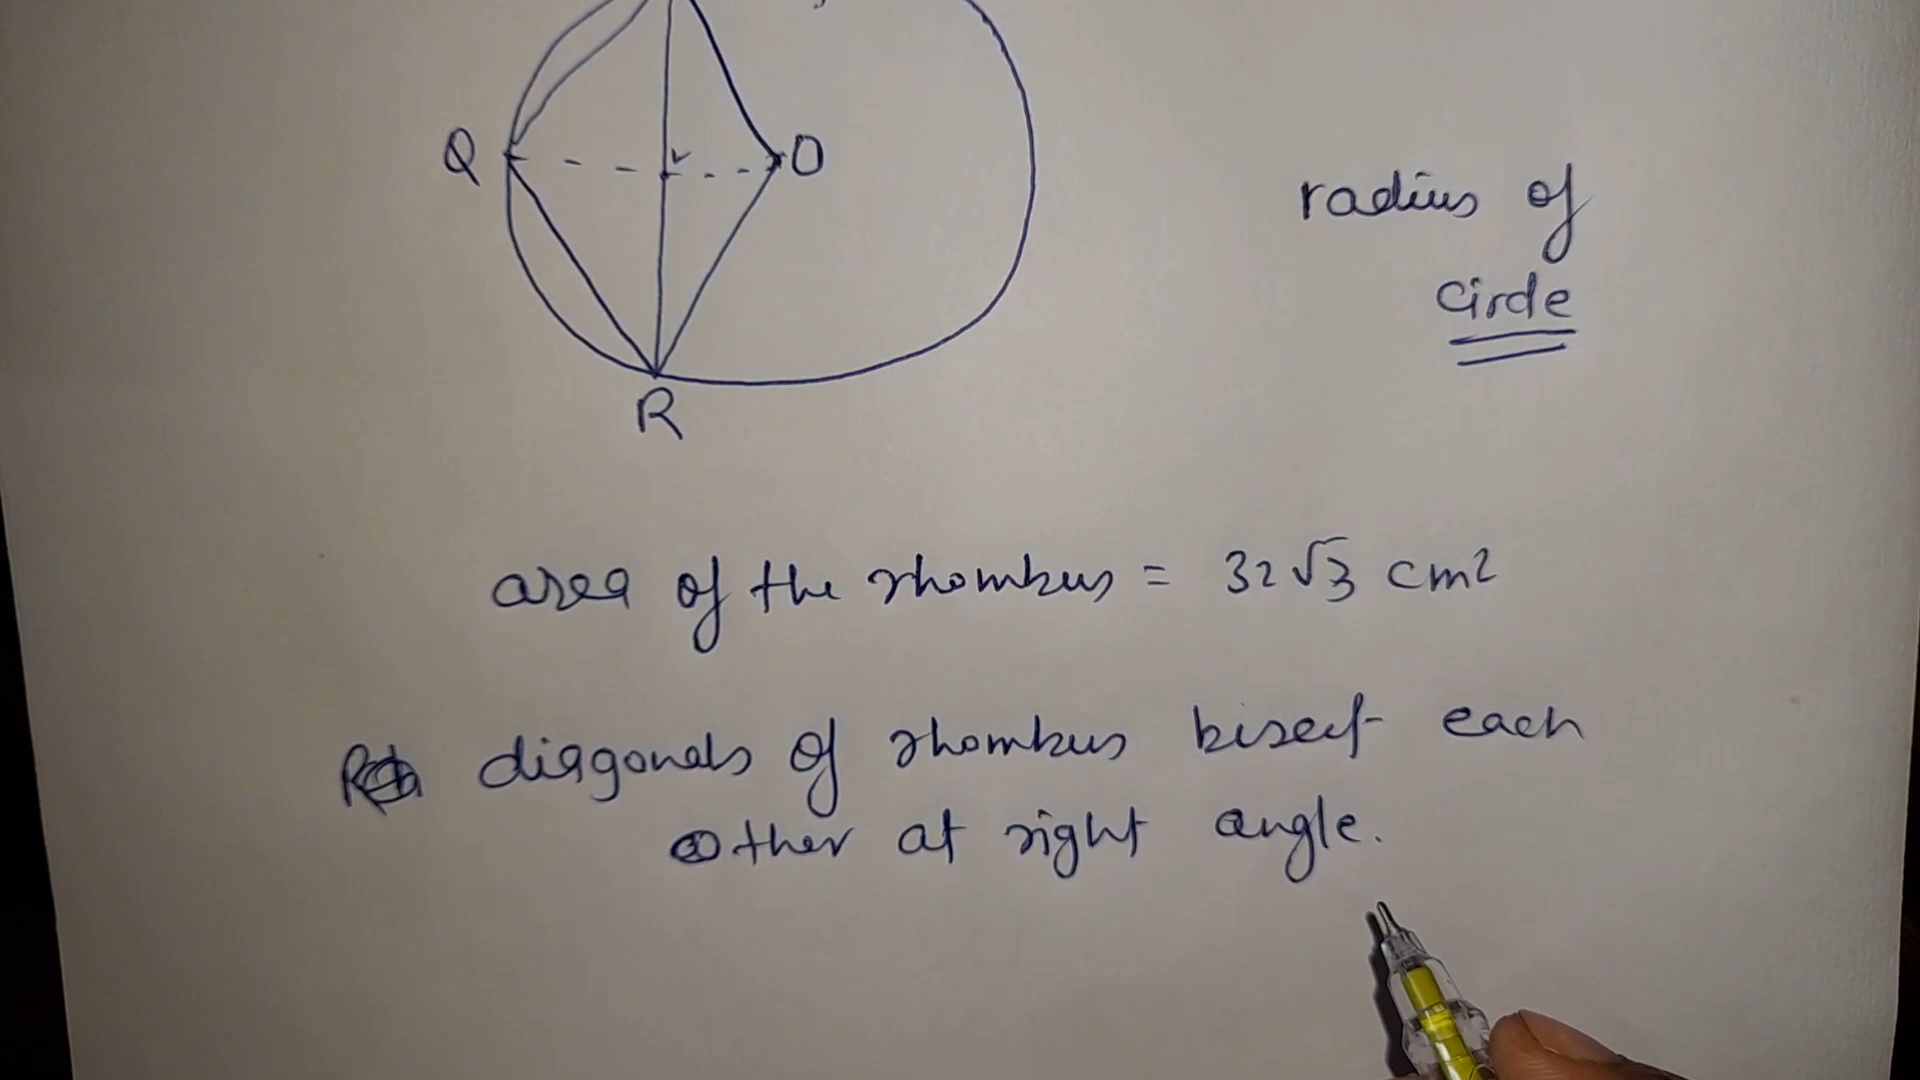 Q
O
radius of
Circle
R
area of the rhombus = 32√3 cm2
diagonals of rhombus bisect each
other at right angle.